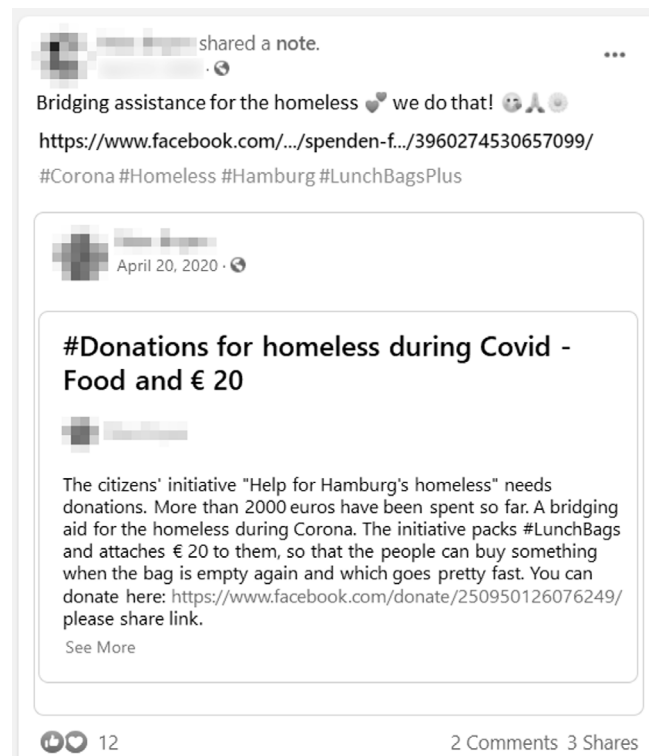 shared a note.
Bridging assistance for the homeless 💕 we do that! 😘🙏🌼
https://www.facebook.com/.../spenden-f.../3960274530657099/
#Corona #Homeless #Hamburg #LunchBagsPlus
April 20, 2020 ·
#Donations for homeless during Covid -
Food and € 20
The citizens' initiative "Help for Hamburg's homeless" needs
donations. More than 2000 euros have been spent so far. A bridging
aid for the homeless during Corona. The initiative packs #LunchBags
and attaches € 20 to them, so that the people can buy something
when the bag is empty again and which goes pretty fast. You can
donate here: https://www.facebook.com/donate/250950126076249/
please share link.
See More
12
2 Comments 3 Shares